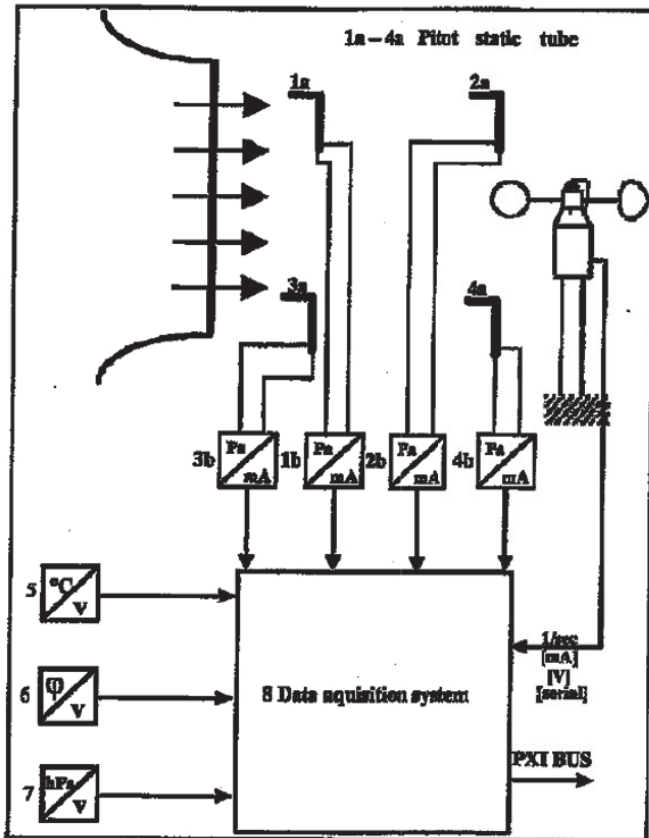 1a – 4a Pitot static tube
1a
2a
3a
4a
3b
Pa
mA
1b
Pa
mA
2b
Pa
mA
4b
Pa
mA
5
°C
V
6
φ
V
7
hPa
V
8 Data aquisition system
1/sec
[mA]
[V]
[serial]
PXI BUS